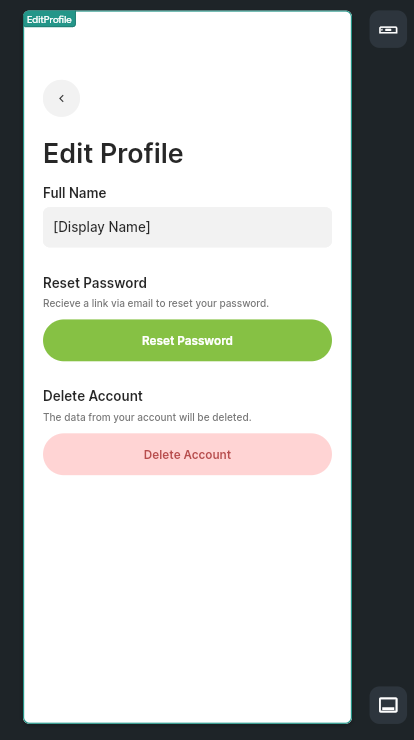 EditProfile
Edit Profile
Full Name
[Display Name]
Reset Password
Recieve a link via email to reset your password.
Reset Password
Delete Account
The data from your account will be deleted.
Delete Account